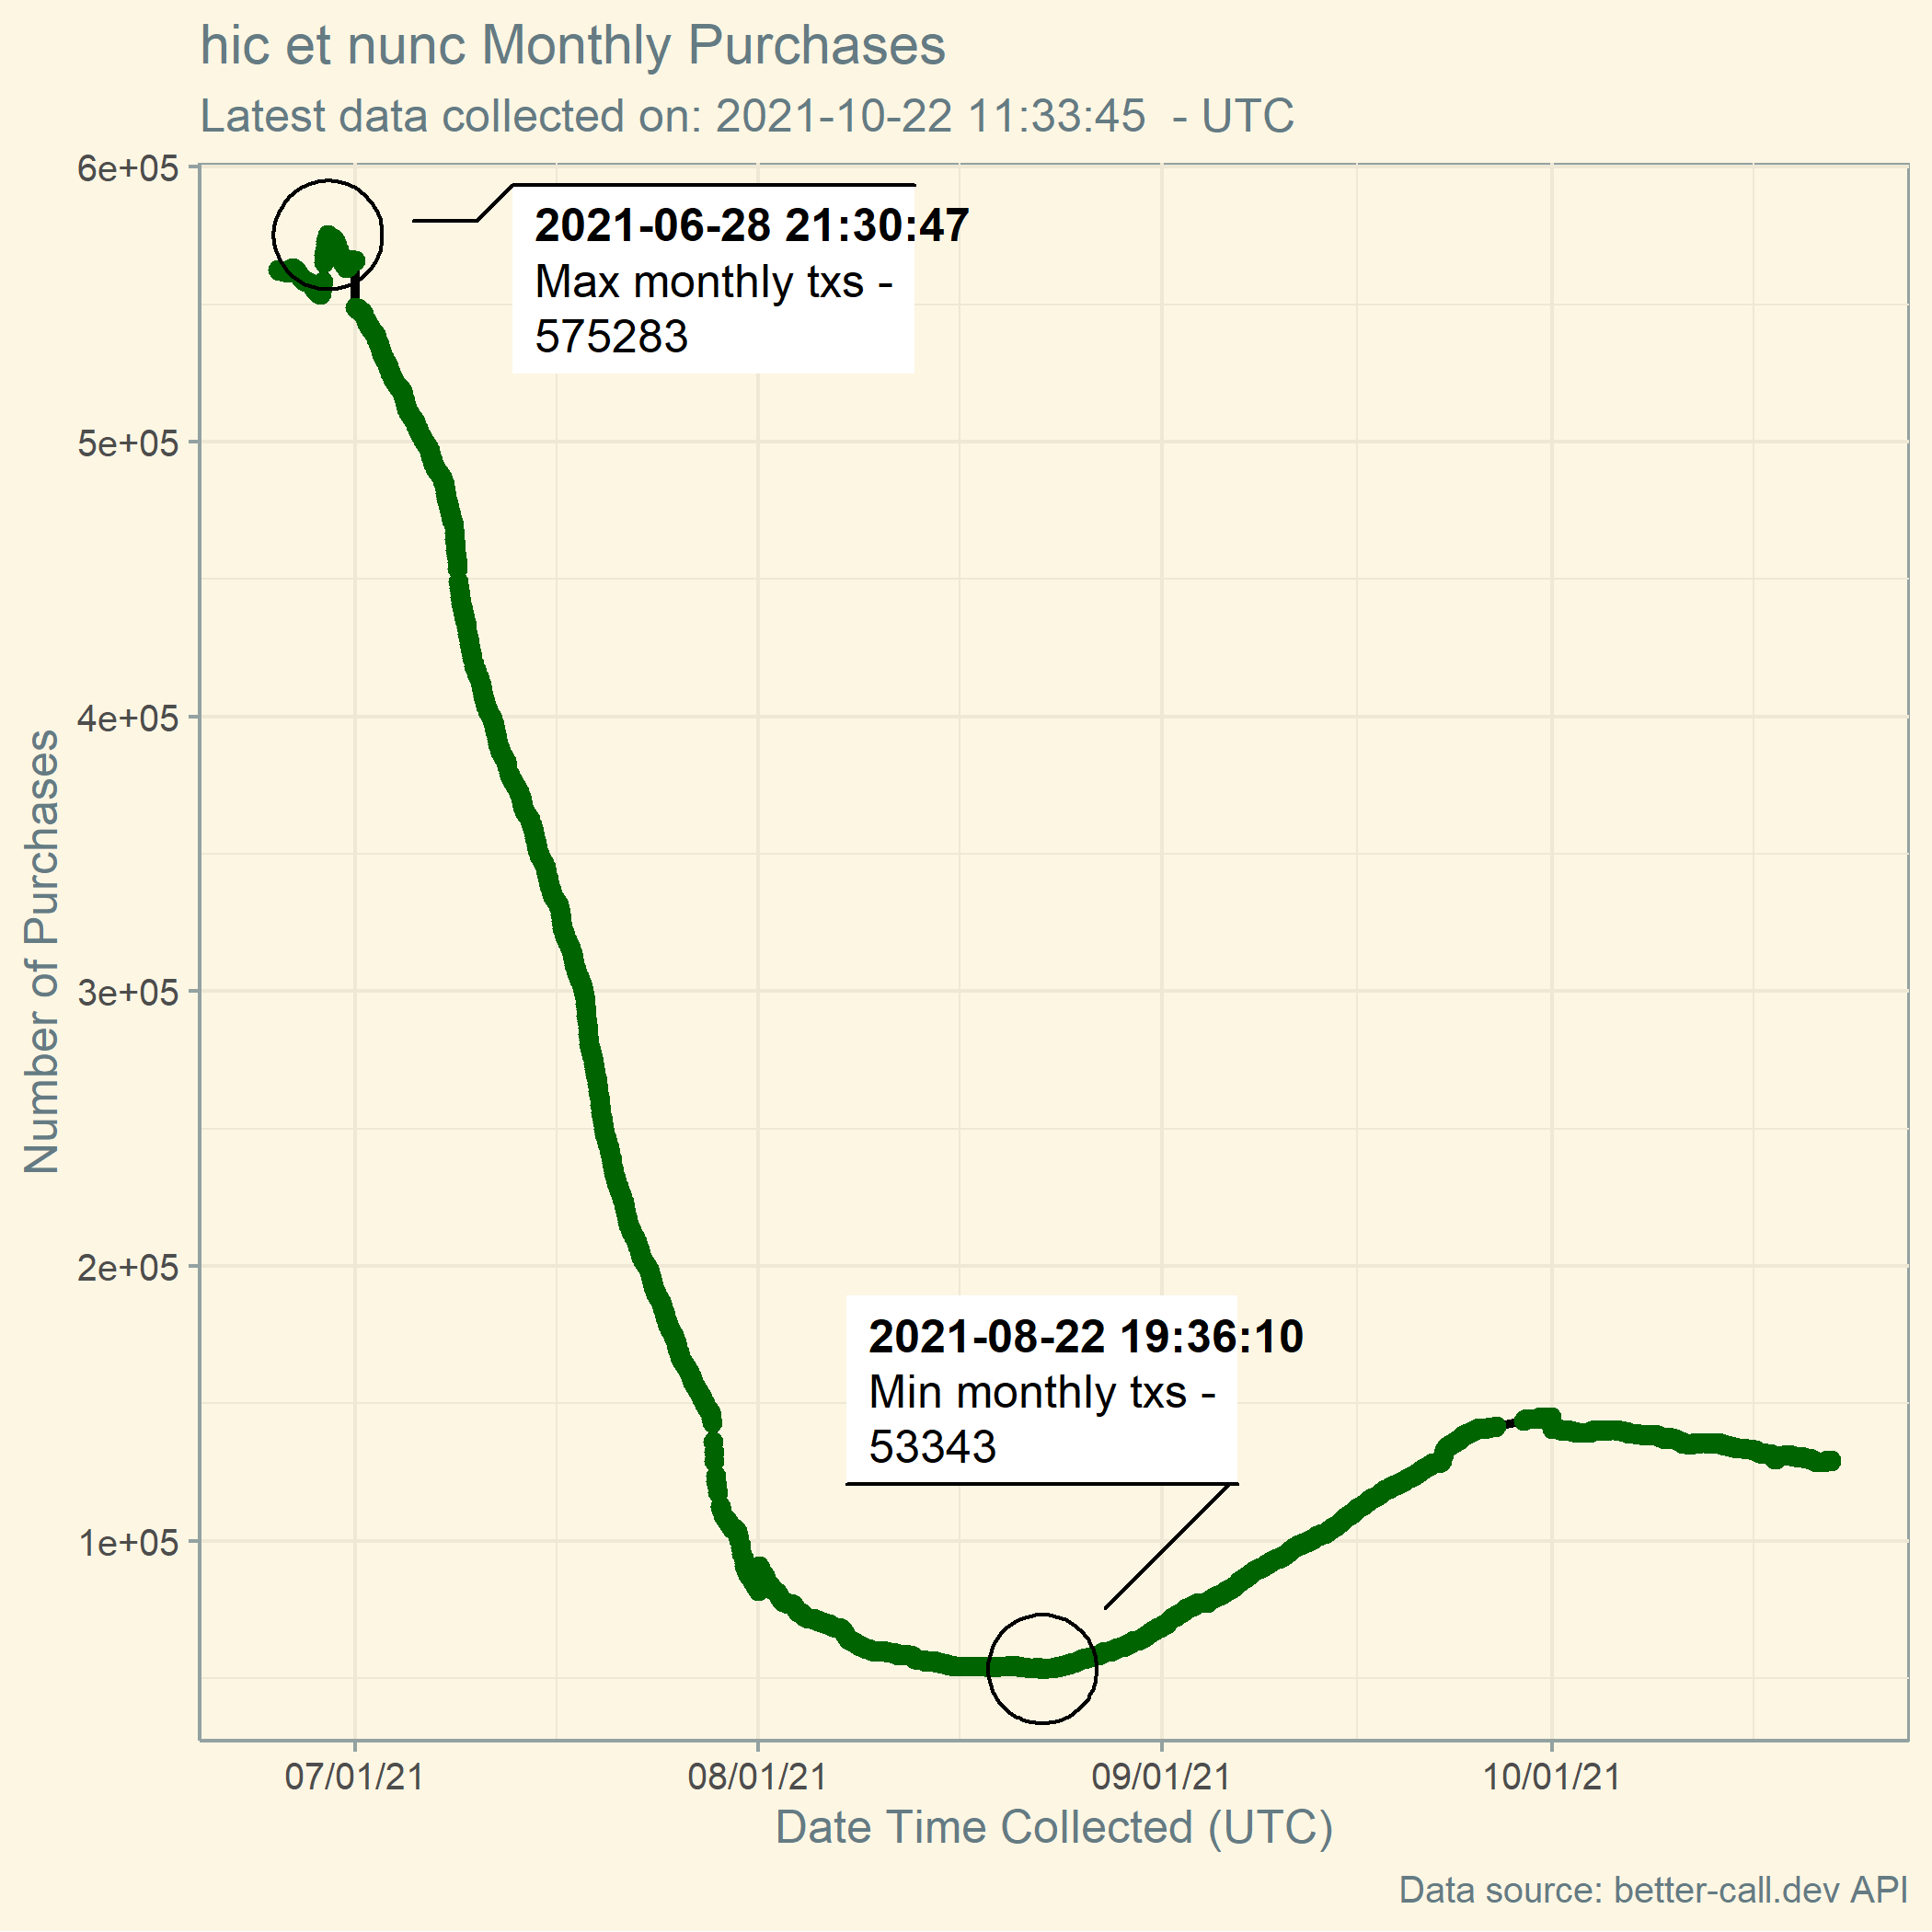 hic et nunc Monthly Purchases
Latest data collected on: 2021-10-22 11:33:45  - UTC
6e+05
5e+05
4e+05
3e+05
2e+05
1e+05
Number of Purchases
2021-06-28 21:30:47
Max monthly txs -
575283
2021-08-22 19:36:10
Min monthly txs -
53343
07/01/21
08/01/21
09/01/21
10/01/21
Date Time Collected (UTC)
Data source: better-call.dev API